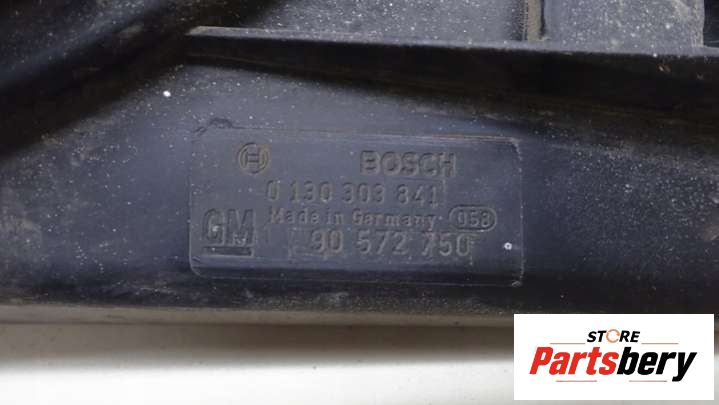 BOSCH
0 130 303 841
Made in Germany 058
GM 90 572 750
STORE
Partsbery